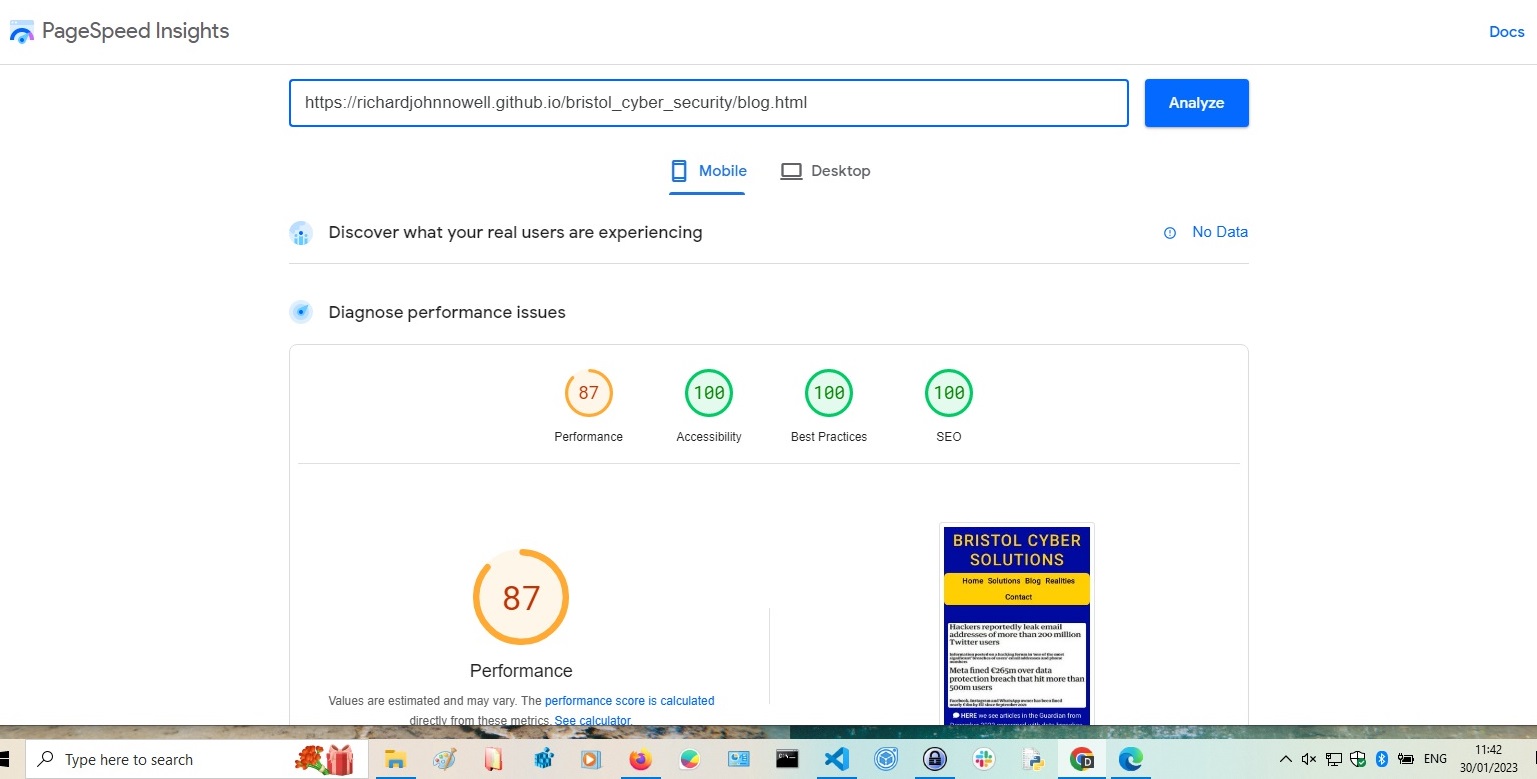 PageSpeed Insights
Docs
https://richardjohnnowell.github.io/bristol_cyber_security/blog.html
Analyze
Mobile
Desktop
Discover what your real users are experiencing
No Data
Diagnose performance issues
87
100
100
100
Performance
Accessibility
Best Practices
SEO
87
Performance
Values are estimated and may vary. The performance score is calculated
directly from these metrics. See calculator.
BRISTOL CYBER
SOLUTIONS
Home Solutions Blog Realities
Contact
Hackers reportedly leak email
addresses of more than 200 million
Twitter users
Meta fined €265m over data
protection breach that hit more than
500m users
HERE we see articles in the Guardian from
Type here to search
ENG
11:42
30/01/2023